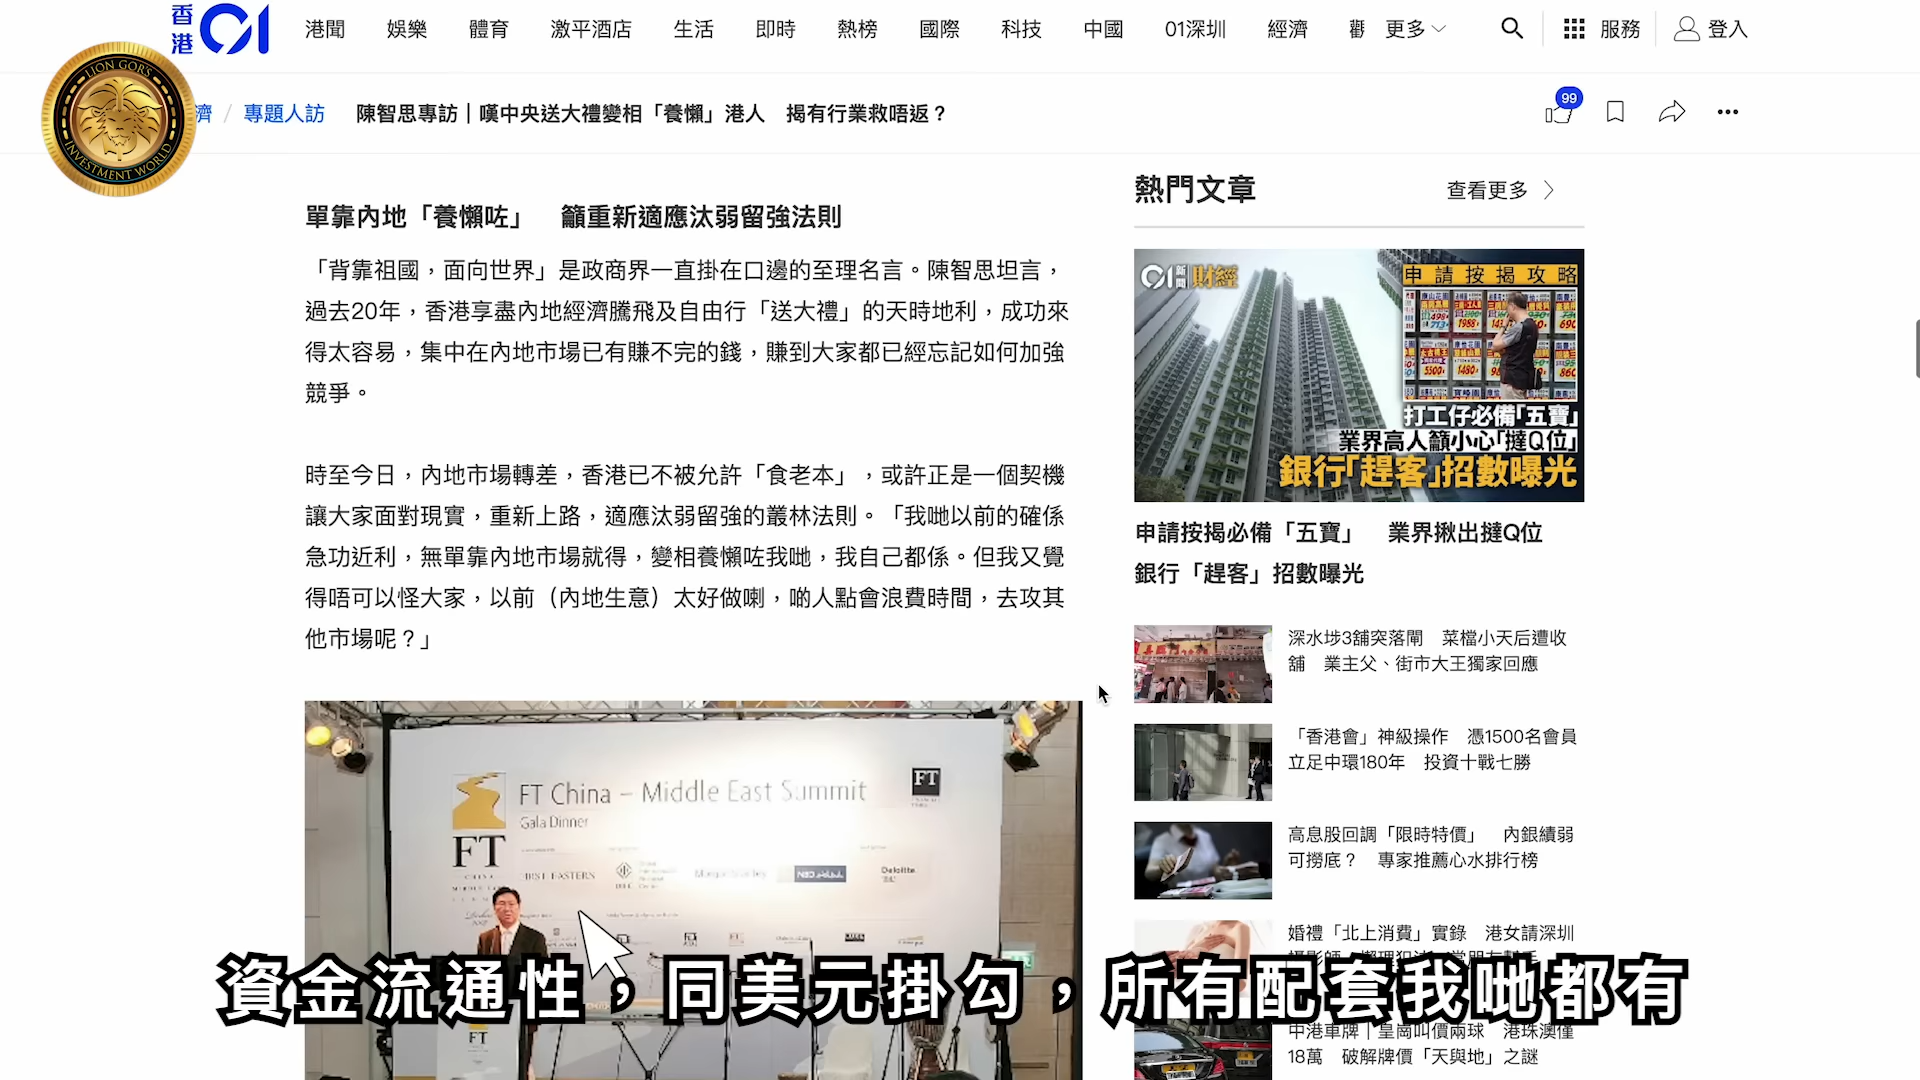 香港01 港聞 娛樂 體育 激平酒店 生活 即時 熱榜 國際 科技 中國 01深圳 經濟 更多 服務 登入
LION GOR'S
INVESTMENT WORLD
濟 / 專題人訪 陳智思專訪｜嘆中央送大禮變相「養懶」港人 揭有行業救唔返？ 99
單靠內地「養懶咗」 籲重新適應汰弱留強法則
「背靠祖國，面向世界」是政商界一直掛在口邊的至理名言。陳智思坦言，
過去20年，香港享盡內地經濟騰飛及自由行「送大禮」的天時地利，成功來
得太容易，集中在內地市場已有賺不完的錢，賺到大家都已經忘記如何加強
競爭。
時至今日，內地市場轉差，香港已不被允許「食老本」，或許正是一個契機
讓大家面對現實，重新上路，適應汰弱留強的叢林法則。「我哋以前的確係
急功近利，無單靠內地市場就得，變相養懶咗我哋，我自己都係。但我又覺
得唔可以怪大家，以前（內地生意）太好做喇，啲人點會浪費時間，去攻其
他市場呢？」
FT China – Middle East Summit
Gala Dinner
FT
FT
Deloitte
FT
熱門文章 查看更多
01新聞財經
申請按揭攻略
打工仔必備「五寶」
業界高人籲小心「撻Q位」
銀行「趕客」招數曝光
申請按揭必備「五寶」 業界揪出撻Q位
銀行「趕客」招數曝光
深水埗3舖突落閘 菜檔小天后遭收
舖 業主父、街市大王獨家回應
「香港會」神級操作 憑1500名會員
立足中環180年 投資十戰七勝
高息股回調「限時特價」 內銀續弱
可撈底？ 專家推薦心水排行榜
婚禮「北上消費」實錄 港女請深圳
中港車牌｜皇崗叫價兩球 港珠澳僅
18萬 破解牌價「天與地」之謎
資金流通性，同美元掛勾，所有配套我哋都有